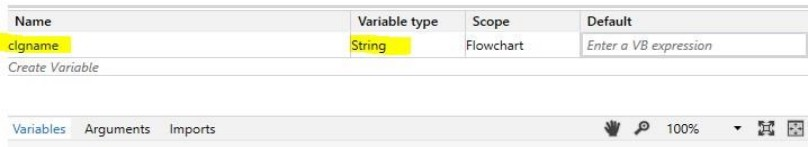 Name Variable type Scope Default
clgname String Flowchart Enter a VB expression
Create Variable
Variables Arguments Imports 100%